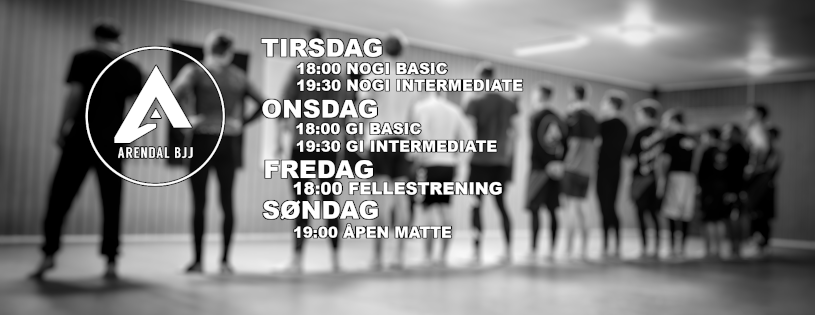 ARENDAL BJJ
TIRSDAG
18:00 NOGI BASIC
19:30 NOGI INTERMEDIATE
ONSDAG
18:00 GI BASIC
19:30 GI INTERMEDIATE
FREDAG
18:00 FELLESTRENING
SØNDAG
19:00 ÅPEN MATTE